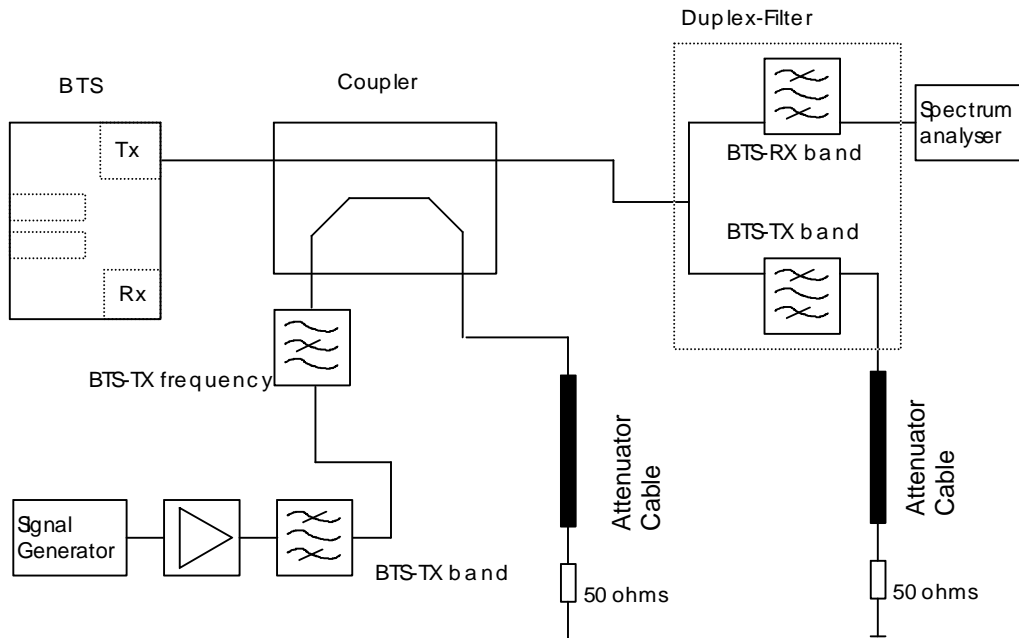 Duplex-Filter
BTS
Coupler
Tx
Rx
BTS-RX band
Spectrum
analyser
BTS-TX band
BTS-TX frequency
Attenuator
Cable
Attenuator
Cable
Signal
Generator
BTS-TX band
50 ohms
50 ohms